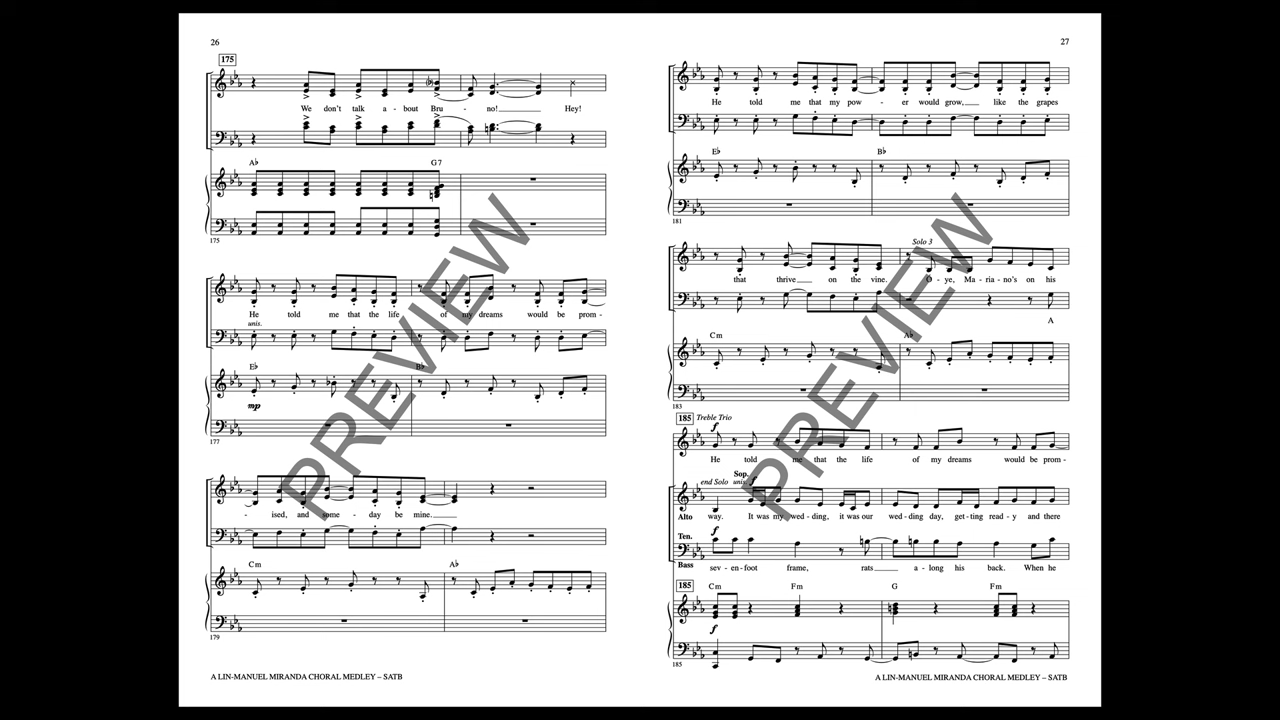 26
175
We don't talk a - bout Bru - no! Hey!
A♭ G7
175
He told me that the life of my dreams would be prom -
unis.
E♭ B♭
mp
177
- ised, and some - day be mine.
Cm A♭
179
A LIN-MANUEL MIRANDA CHORAL MEDLEY – SATB
27
He told me that my pow - er would grow, like the grapes
E♭ B♭
181
Solo 3
that thrive on the vine. O - ye, Ma - ria - no's on his
A
Cm A♭
183
185 Treble Trio
f
He told me that the life of my dreams would be prom -
Sop.
end Solo unis. f
Alto way. It was my wed - ding, it was our wed - ding day, get - ting read - y and there
Ten. f
Bass sev - en-foot frame, rats a - long his back. When he
185 Cm Fm G Fm
f
185
A LIN-MANUEL MIRANDA CHORAL MEDLEY – SATB
PREVIEW
PREVIEW